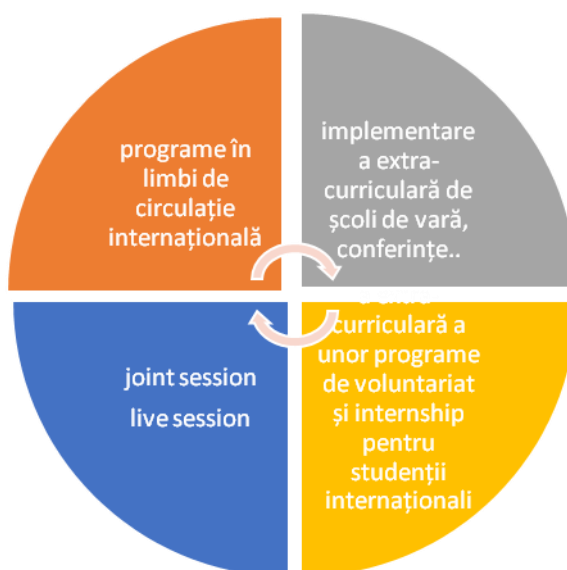 programe în
limbi de
circulație
internațională
implementare
a extra-
curriculară de
școli de vară,
conferințe..
curriculară a
unor programe
de voluntariat
și internship
pentru
studenții
internaționali
joint session
live session